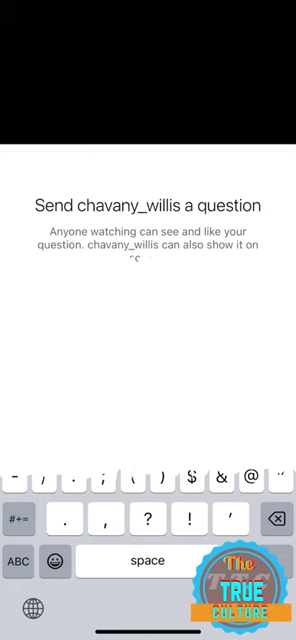 Send chavany_willis a question
Anyone watching can see and like your
question. chavany_willis can also show it on
- / . ; ( ) $ & @ "
#+= . , ? ! '
ABC space
The
TRUE
CULTURE